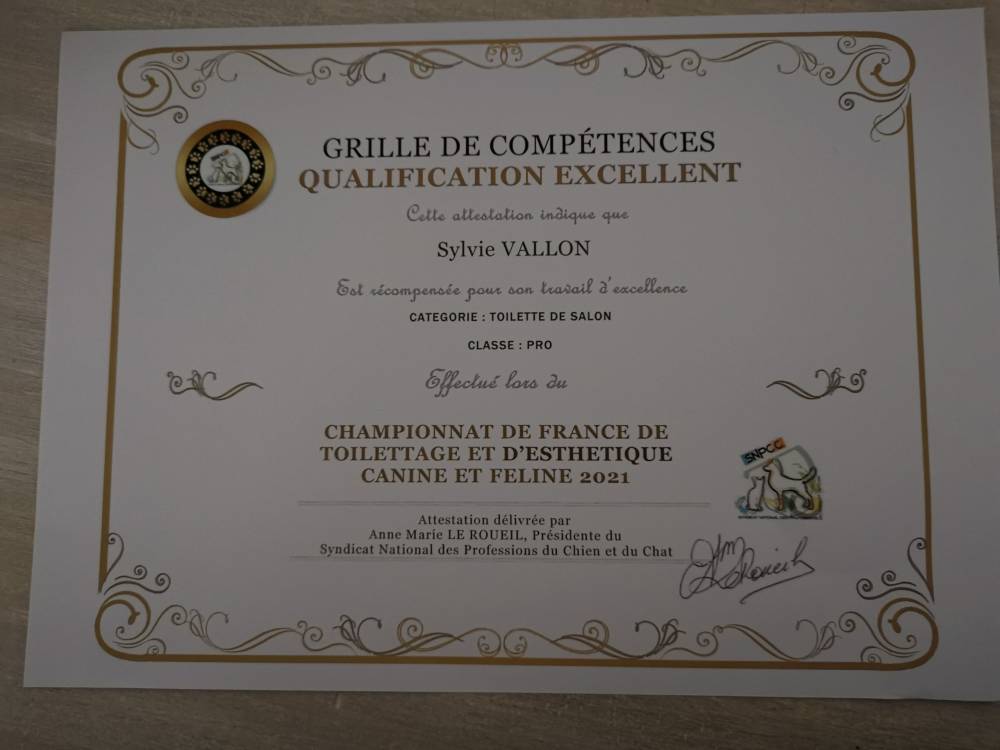 GRILLE DE COMPÉTENCES
QUALIFICATION EXCELLENT
Cette attestation indique que
Sylvie VALLON
Est récompensée pour son travail d'excellence
CATEGORIE : TOILETTE DE SALON
CLASSE : PRO
Effectué lors du
CHAMPIONNAT DE FRANCE DE
TOILETTAGE ET D'ESTHETIQUE
CANINE ET FELINE 2021
SNPCC
Attestation délivrée par
Anne Marie LE ROUEIL, Présidente du
Syndicat National des Professions du Chien et du Chat